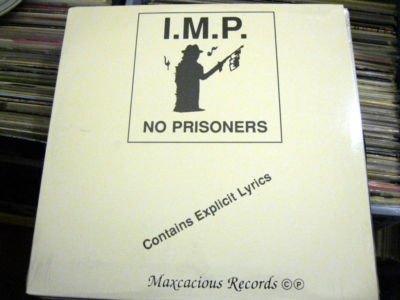 I.M.P.
NO PRISONERS
Contains Explicit Lyrics
Maxcacious Records ©℗